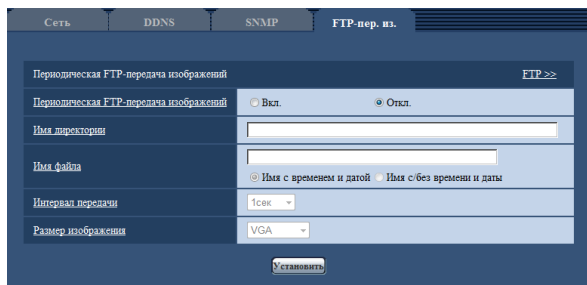 Сеть DDNS SNMP FTP-пер. из.
Периодическая FTP-передача изображений FTP >>
Периодическая FTP-передача изображений Вкл. Откл.
Имя директории
Имя файла
Имя с временем и датой Имя с/без времени и даты
Интервал передачи 1сек
Размер изображения VGA
Установить